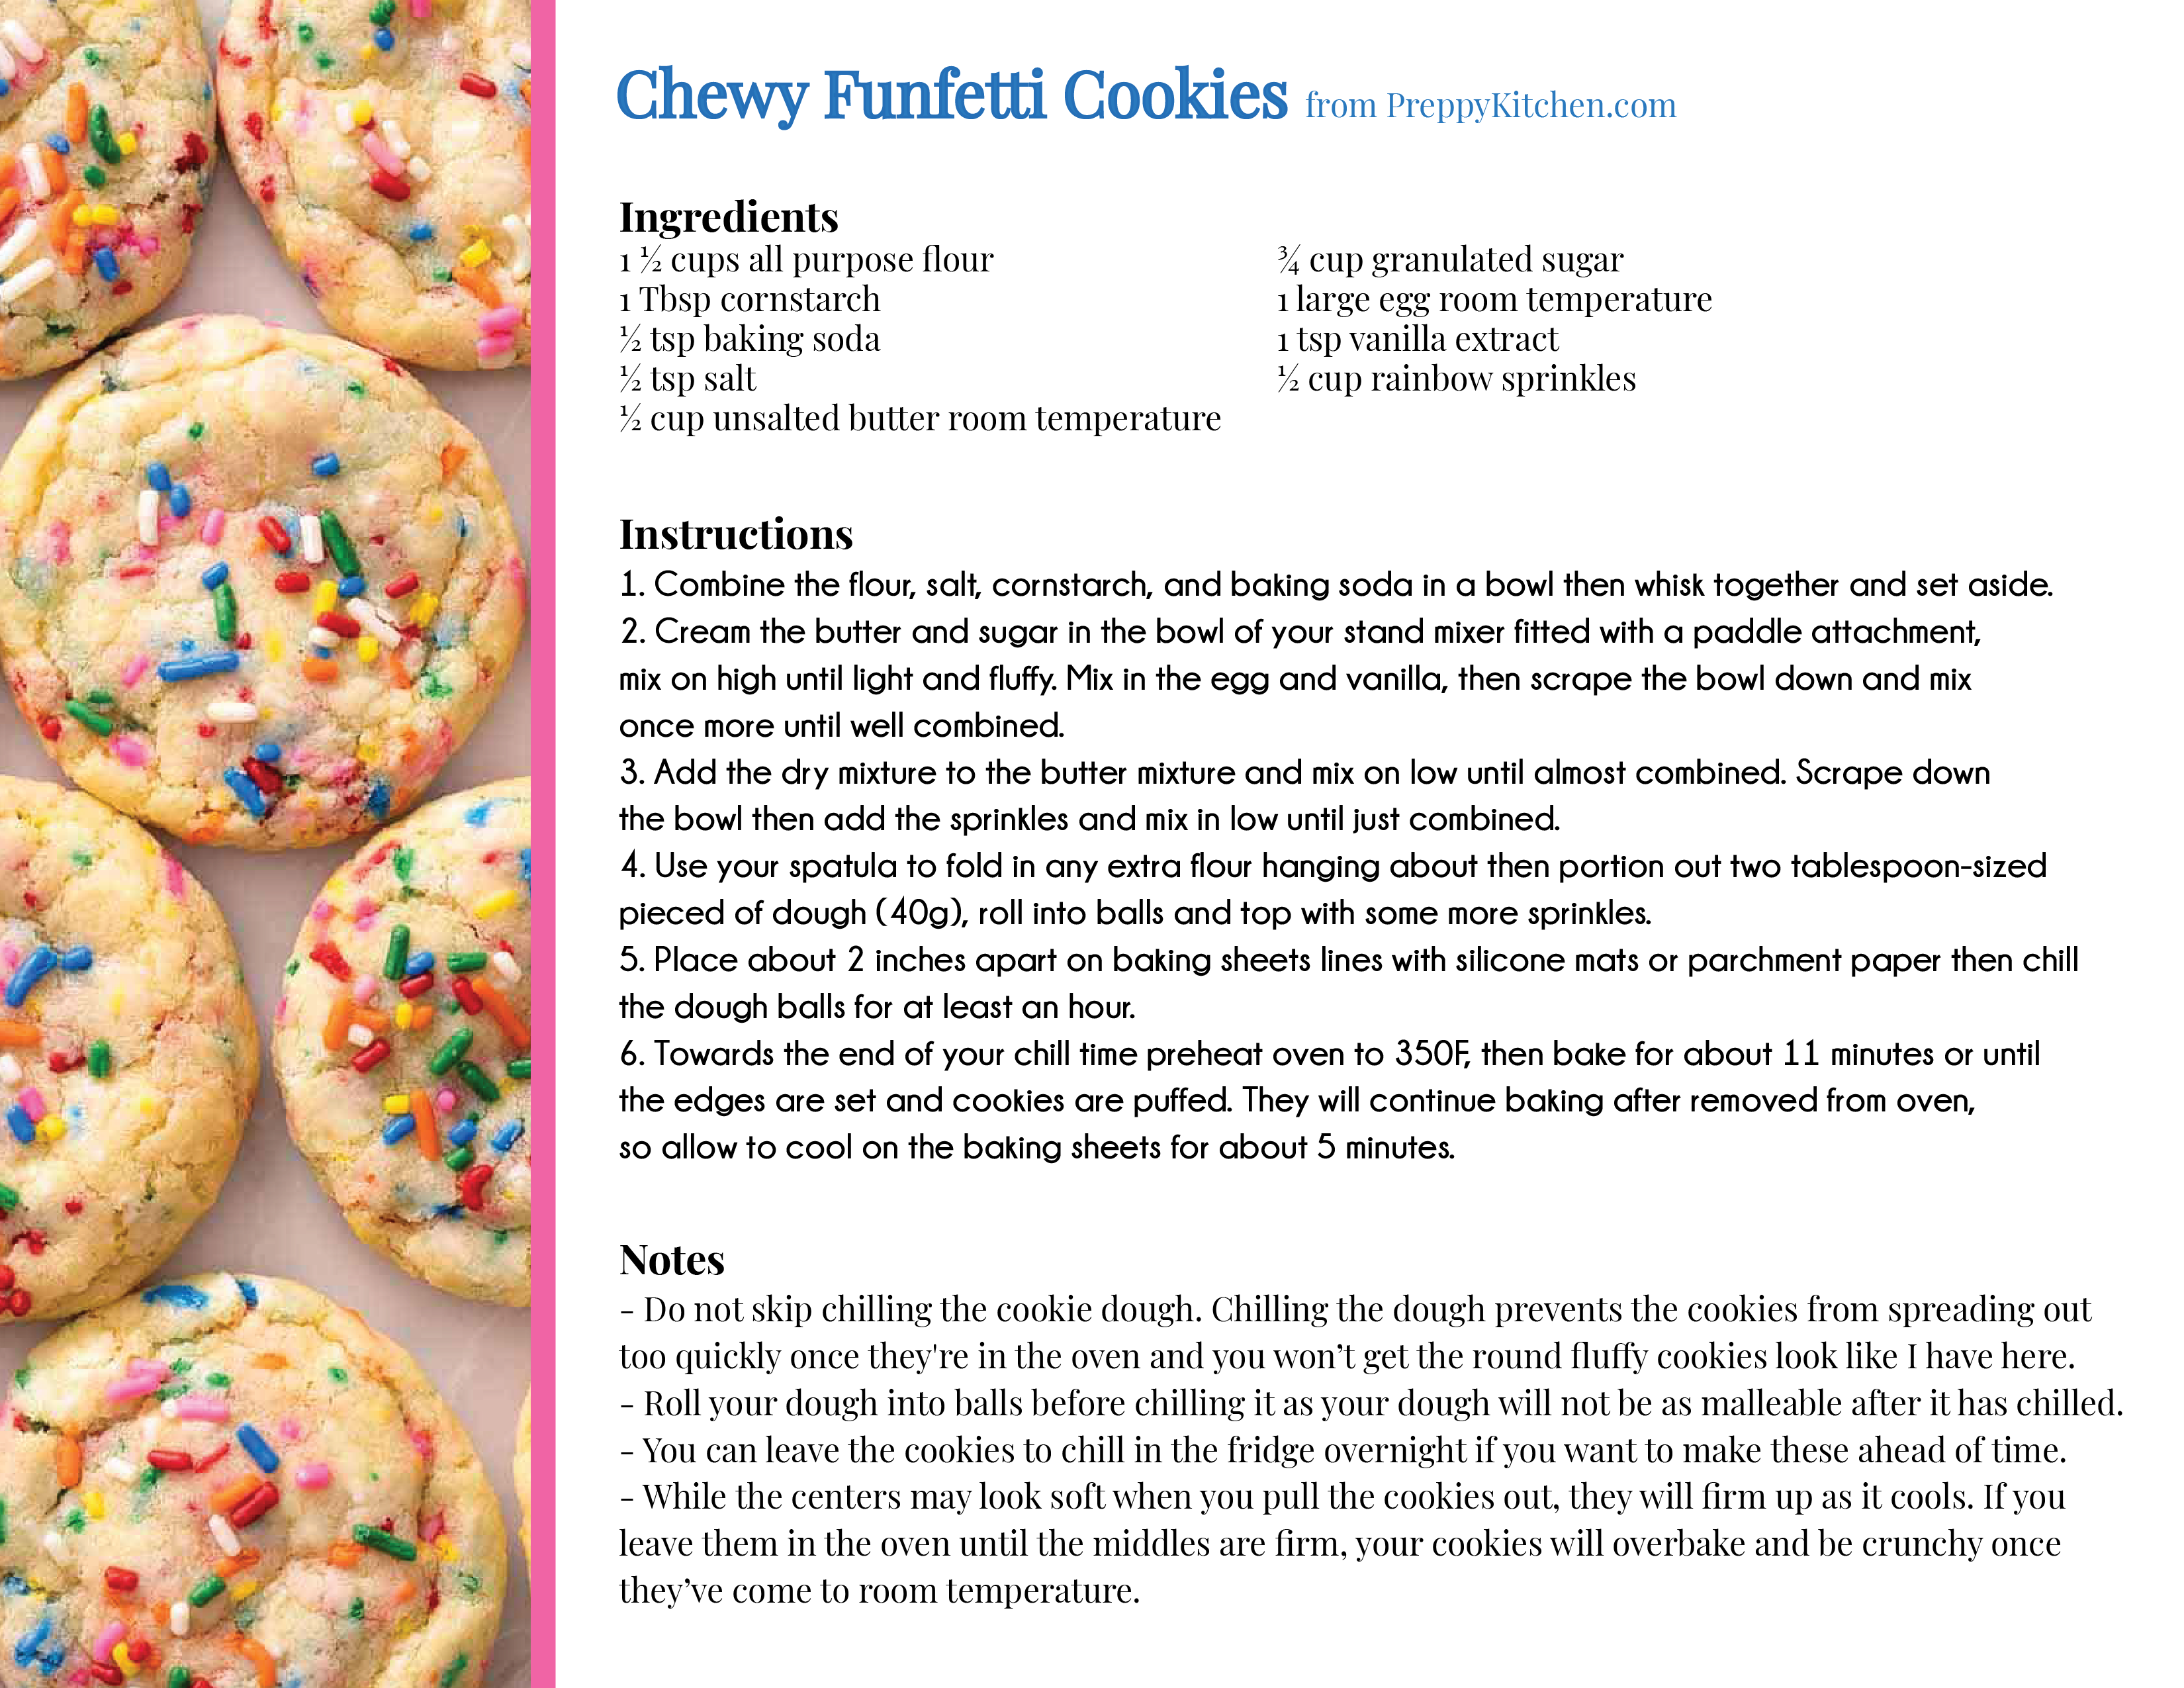 Chewy Funfetti Cookies from PreppyKitchen.com
Ingredients
1 ½ cups all purpose flour
1 Tbsp cornstarch
½ tsp baking soda
½ tsp salt
½ cup unsalted butter room temperature
¾ cup granulated sugar
1 large egg room temperature
1 tsp vanilla extract
½ cup rainbow sprinkles
Instructions
1. Combine the flour, salt, cornstarch, and baking soda in a bowl then whisk together and set aside.
2. Cream the butter and sugar in the bowl of your stand mixer fitted with a paddle attachment,
mix on high until light and fluffy. Mix in the egg and vanilla, then scrape the bowl down and mix
once more until well combined.
3. Add the dry mixture to the butter mixture and mix on low until almost combined. Scrape down
the bowl then add the sprinkles and mix in low until just combined.
4. Use your spatula to fold in any extra flour hanging about then portion out two tablespoon-sized
pieced of dough (40g), roll into balls and top with some more sprinkles.
5. Place about 2 inches apart on baking sheets lines with silicone mats or parchment paper then chill
the dough balls for at least an hour.
6. Towards the end of your chill time preheat oven to 350F, then bake for about 11 minutes or until
the edges are set and cookies are puffed. They will continue baking after removed from oven,
so allow to cool on the baking sheets for about 5 minutes.
Notes
- Do not skip chilling the cookie dough. Chilling the dough prevents the cookies from spreading out
too quickly once they're in the oven and you won’t get the round fluffy cookies look like I have here.
- Roll your dough into balls before chilling it as your dough will not be as malleable after it has chilled.
- You can leave the cookies to chill in the fridge overnight if you want to make these ahead of time.
- While the centers may look soft when you pull the cookies out, they will firm up as it cools. If you
leave them in the oven until the middles are firm, your cookies will overbake and be crunchy once
they’ve come to room temperature.